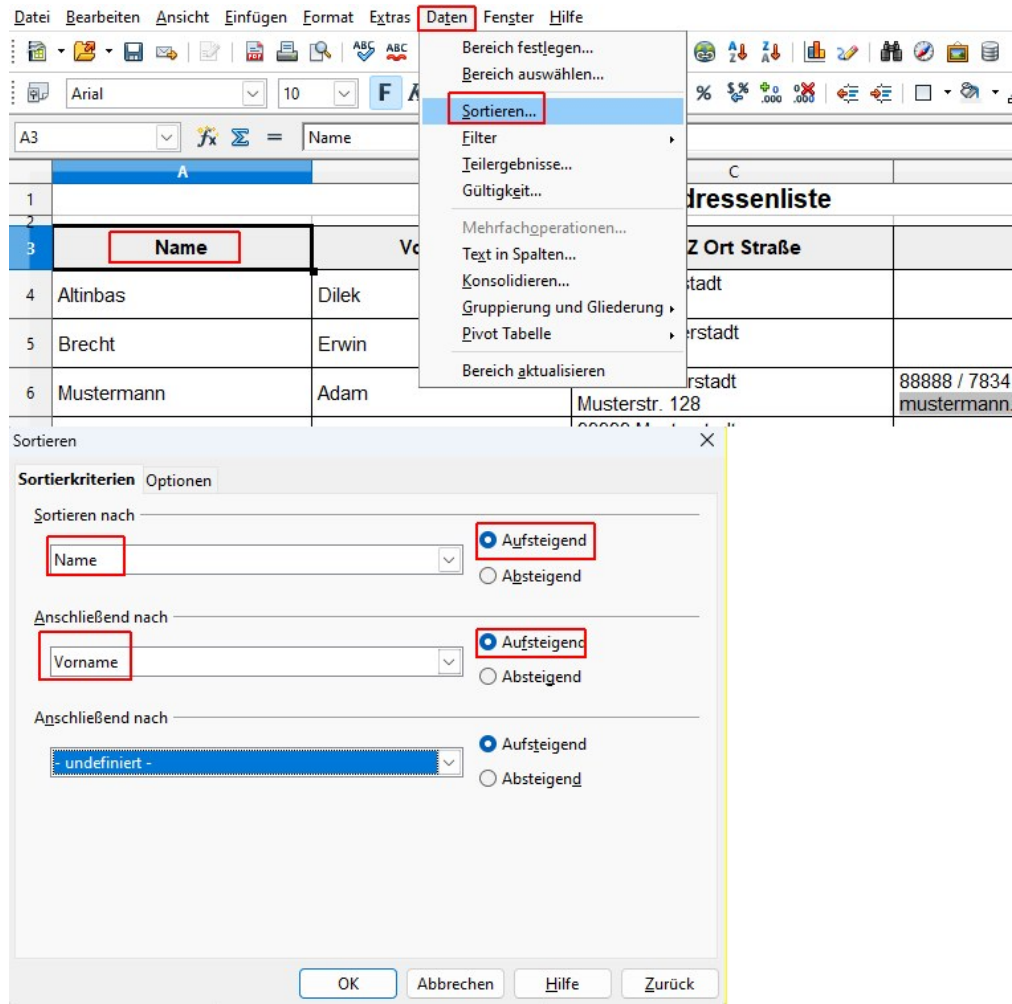 Datei Bearbeiten Ansicht Einfügen Format Extras Daten Fenster Hilfe
Arial 10 F
A3 Name
Bereich festlegen...
Bereich auswählen...
Sortieren...
Filter
Teilergebnisse...
Gültigkeit...
Mehrfachoperationen...
Text in Spalten...
Konsolidieren...
Gruppierung und Gliederung
Pivot Tabelle
Bereich aktualisieren
A C
1 dressenliste
2
3 Name Vo Z Ort Straße
4 Altinbas Dilek stadt
5 Brecht Erwin rstadt
6 Mustermann Adam rstadt 88888 / 7834
Musterstr. 128 mustermann.
Sortieren
Sortierkriterien Optionen
Sortieren nach
Name
Aufsteigend
Absteigend
Anschließend nach
Vorname
Aufsteigend
Absteigend
Anschließend nach
- undefiniert -
Aufsteigend
Absteigend
OK Abbrechen Hilfe Zurück